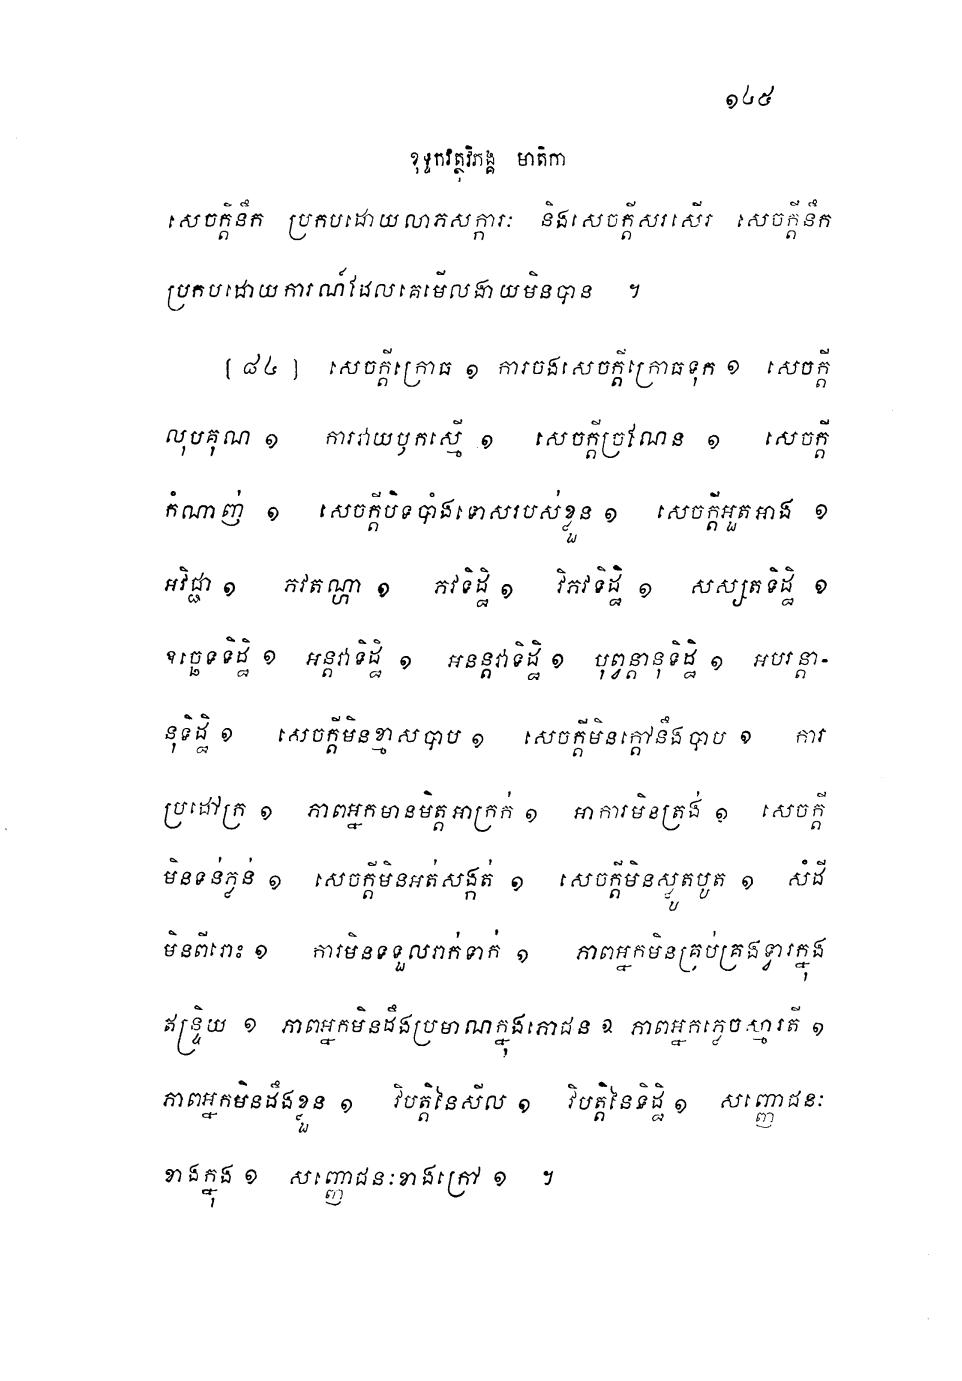 ១៤៥
ខុទ្ទកវត្ថុវិភង្គ មាតិកា
សេចក្តីនឹក ប្រកបដោយលាភសក្ការៈ និងសេចក្តីសរសើរ សេចក្តីនឹក
ប្រកបដោយការណ៍ដែលគេមើលងាយមិនបាន ។
[៨៤] សេចក្តីក្រោធ ១ ការចងសេចក្តីក្រោធទុក ១ សេចក្តី
លុបគុណ ១ ការវាយឫកស្មើ ១ សេចក្តីច្រណែន ១ សេចក្តី
កំណាញ់ ១ សេចក្តីបិទបាំងទោសរបស់ខ្លួន ១ សេចក្តីអួតអាង ១
អវិជ្ជា ១ ភវតណ្ហា ១ ភវទិដ្ឋិ ១ វិភវទិដ្ឋិ ១ សស្សតទិដ្ឋិ ១
ឧច្ឆេទទិដ្ឋិ ១ អន្តវាទិដ្ឋិ ១ អនន្តវាទិដ្ឋិ ១ បុព្វន្តានុទិដ្ឋិ ១ អបរន្តា-
នុទិដ្ឋិ ១ សេចក្តីមិនខ្មាសបាប ១ សេចក្តីមិនក្តៅនឹងបាប ១ ការ
ប្រដៅក្រ ១ ភាពអ្នកមានមិត្តអាក្រក់ ១ អាការមិនត្រង់ ១ សេចក្តី
មិនទន់ភ្លន់ ១ សេចក្តីមិនអត់សង្កត់ ១ សេចក្តីមិនស្លូតបូត ១ សំដី
មិនពីរោះ ១ ការមិនទទួលរាក់ទាក់ ១ ភាពអ្នកមិនគ្រប់គ្រងទ្វារក្នុង
ឥន្ទ្រិយ ១ ភាពអ្នកមិនដឹងប្រមាណក្នុងភោជន ១ ភាពអ្នកភ្លេចស្មារតី ១
ភាពអ្នកមិនដឹងខ្លួន ១ វិបត្តិនៃសីល ១ វិបត្តិនៃទិដ្ឋិ ១ សញ្ញោជនៈ
ខាងក្នុង ១ សញ្ញោជនៈខាងក្រៅ ១ ។